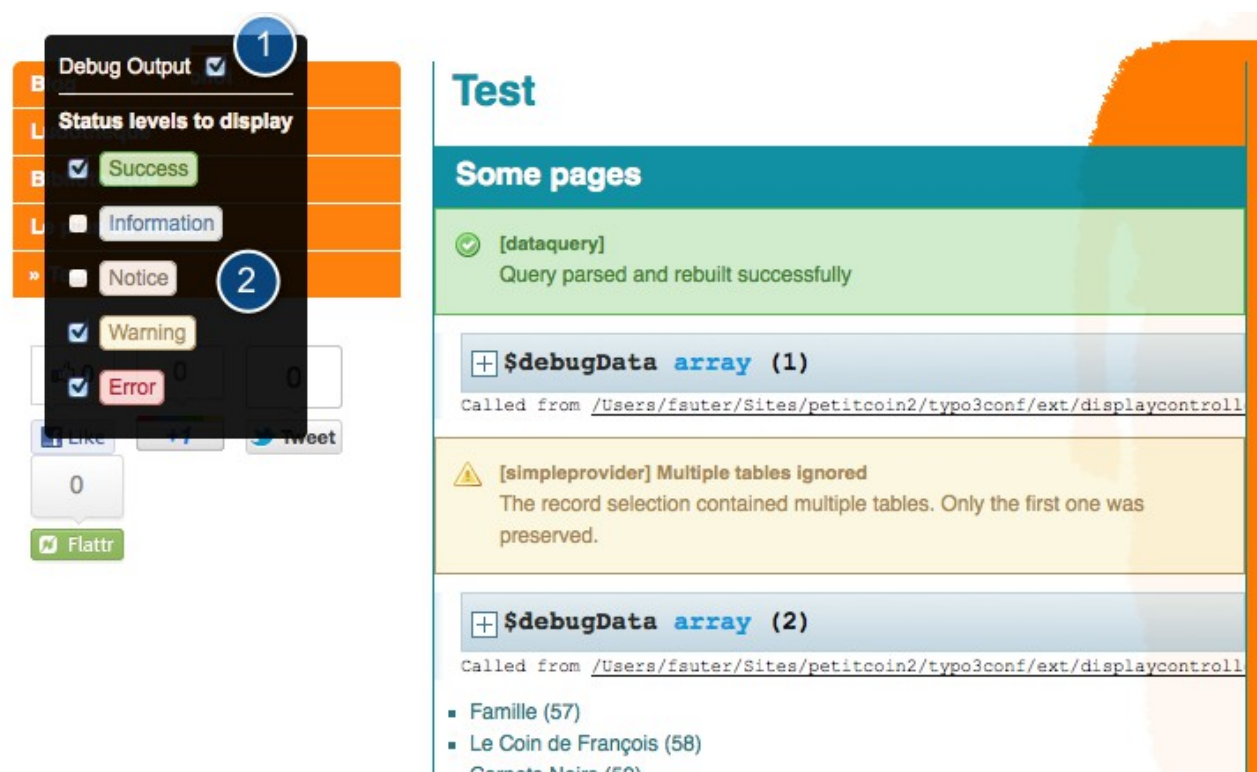 1
Debug Output
Status levels to display
Success
Information
Notice
2
Warning
Error
0
0
0
Like
+1
Tweet
0
Flattr
Test
Some pages
[dataquery]
Query parsed and rebuilt successfully
$debugData array (1)
Called from /Users/fsuter/Sites/petitcoin2/typo3conf/ext/displaycontroll
[simpleprovider] Multiple tables ignored
The record selection contained multiple tables. Only the first one was
preserved.
$debugData array (2)
Called from /Users/fsuter/Sites/petitcoin2/typo3conf/ext/displaycontroll
Famille (57)
Le Coin de François (58)